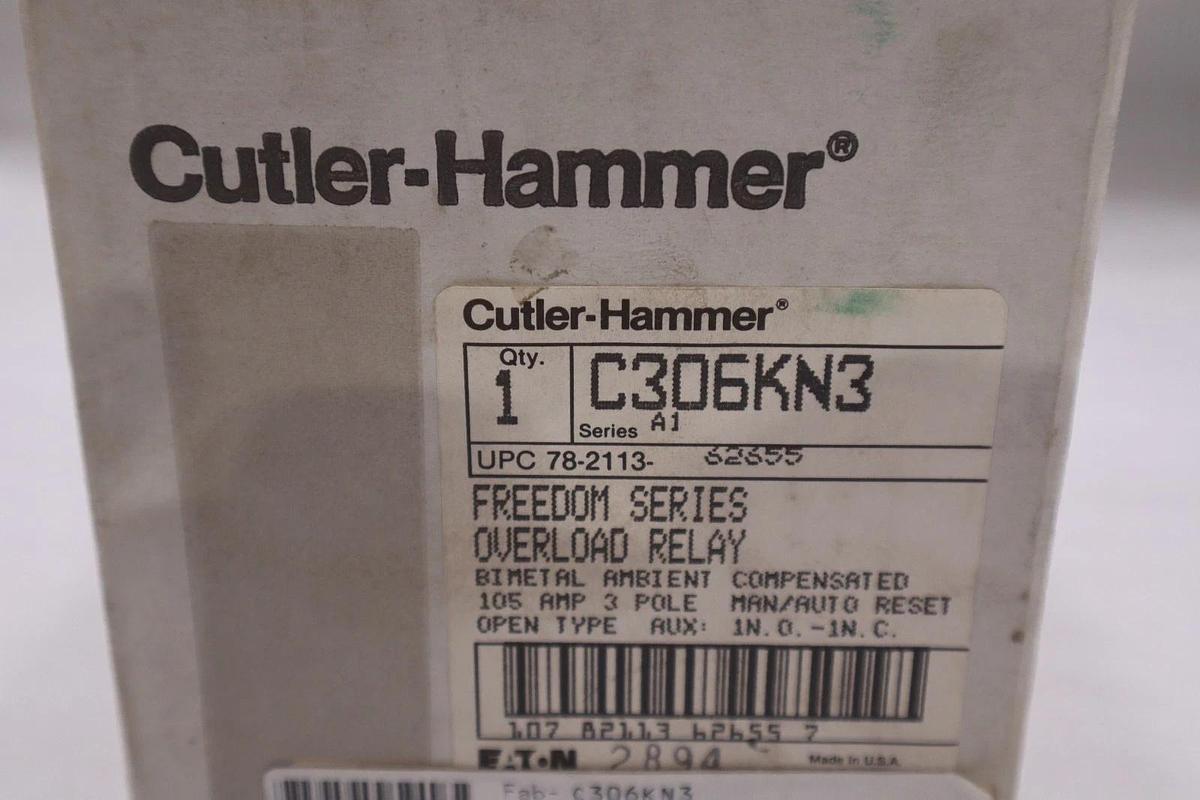 Cutler-Hammer®
Cutler-Hammer®
Qty.
1
C306KN3
Series A1
UPC 78-2113- 62655
FREEDOM SERIES
OVERLOAD RELAY
BIMETAL AMBIENT COMPENSATED
105 AMP 3 POLE MAN/AUTO RESET
OPEN TYPE AUX: 1N.O.-1N.C.
107 82113 62655 7
EATON 2894 Made In U.S.A.
Fab- C306KN3